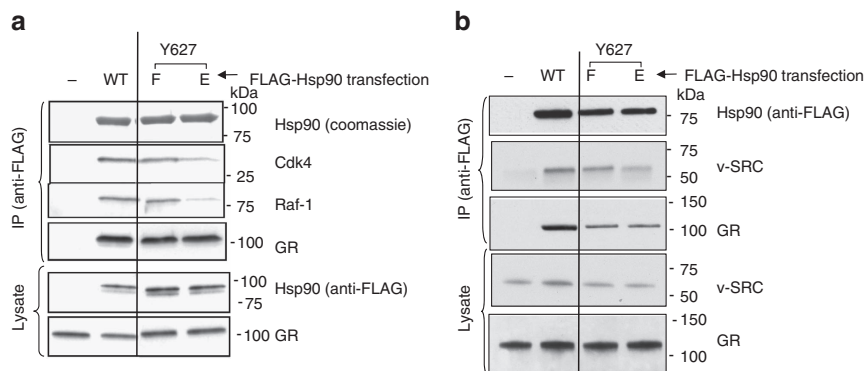 a
Y627
– WT F E FLAG-Hsp90 transfection
kDa
IP (anti-FLAG)
100
75
Hsp90 (coomassie)
Cdk4
25
Raf-1
75
100 GR
Lysate
100
75
Hsp90 (anti-FLAG)
100 GR
b
Y627
– WT F E FLAG-Hsp90 transfection
kDa
IP (anti-FLAG)
75
Hsp90 (anti-FLAG)
75
50
v-SRC
150
100
GR
Lysate
75
50
v-SRC
150
100
GR